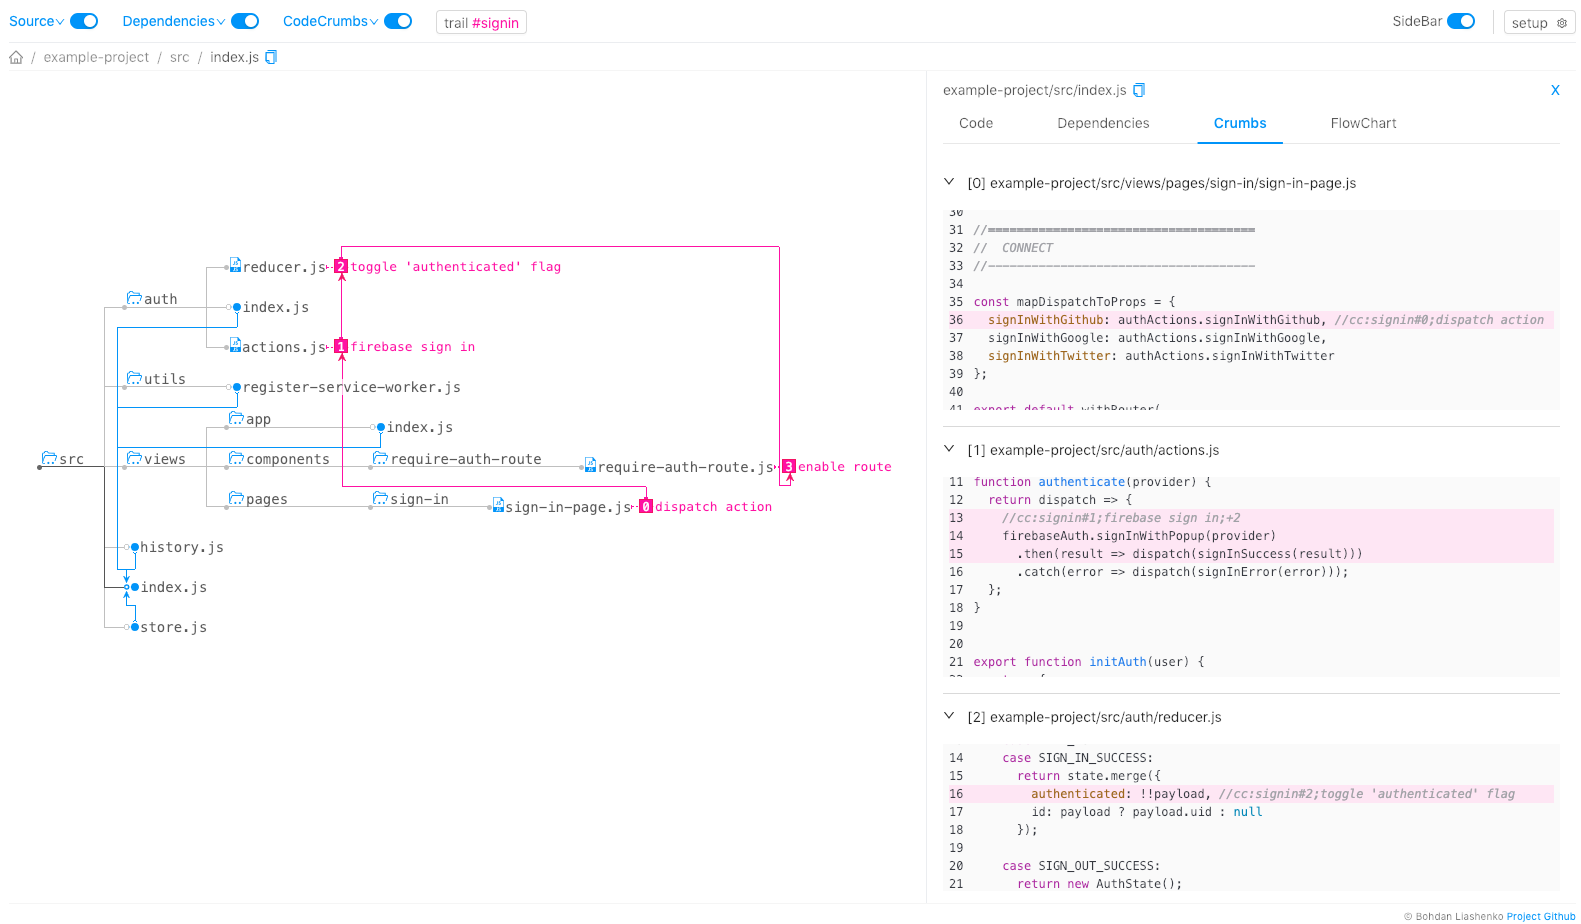 Source Dependencies CodeCrumbs trail #signin SideBar setup
/ example-project / src / index.js
example-project/src/index.js X
Code Dependencies Crumbs FlowChart
reducer.js 2 toggle 'authenticated' flag
auth
index.js
actions.js 1 firebase sign in
utils
register-service-worker.js
app
index.js
src views components require-auth-route require-auth-route.js 3 enable route
pages sign-in sign-in-page.js 0 dispatch action
history.js
index.js
store.js
[0] example-project/src/views/pages/sign-in/sign-in-page.js
30
31 //=====================================
32 //  CONNECT
33 //-------------------------------------
34
35 const mapDispatchToProps = {
36   signInWithGithub: authActions.signInWithGithub, //cc:signin#0;dispatch action
37   signInWithGoogle: authActions.signInWithGoogle,
38   signInWithTwitter: authActions.signInWithTwitter
39 };
40
41 export default withRouter(
[1] example-project/src/auth/actions.js
11 function authenticate(provider) {
12   return dispatch => {
13     //cc:signin#1;firebase sign in;+2
14     firebaseAuth.signInWithPopup(provider)
15       .then(result => dispatch(signInSuccess(result)))
16       .catch(error => dispatch(signInError(error)));
17   };
18 }
19
20
21 export function initAuth(user) {
[2] example-project/src/auth/reducer.js
14     case SIGN_IN_SUCCESS:
15       return state.merge({
16         authenticated: !!payload, //cc:signin#2;toggle 'authenticated' flag
17         id: payload ? payload.uid : null
18       });
19
20     case SIGN_OUT_SUCCESS:
21       return new AuthState();
© Bohdan Liashenko Project Github